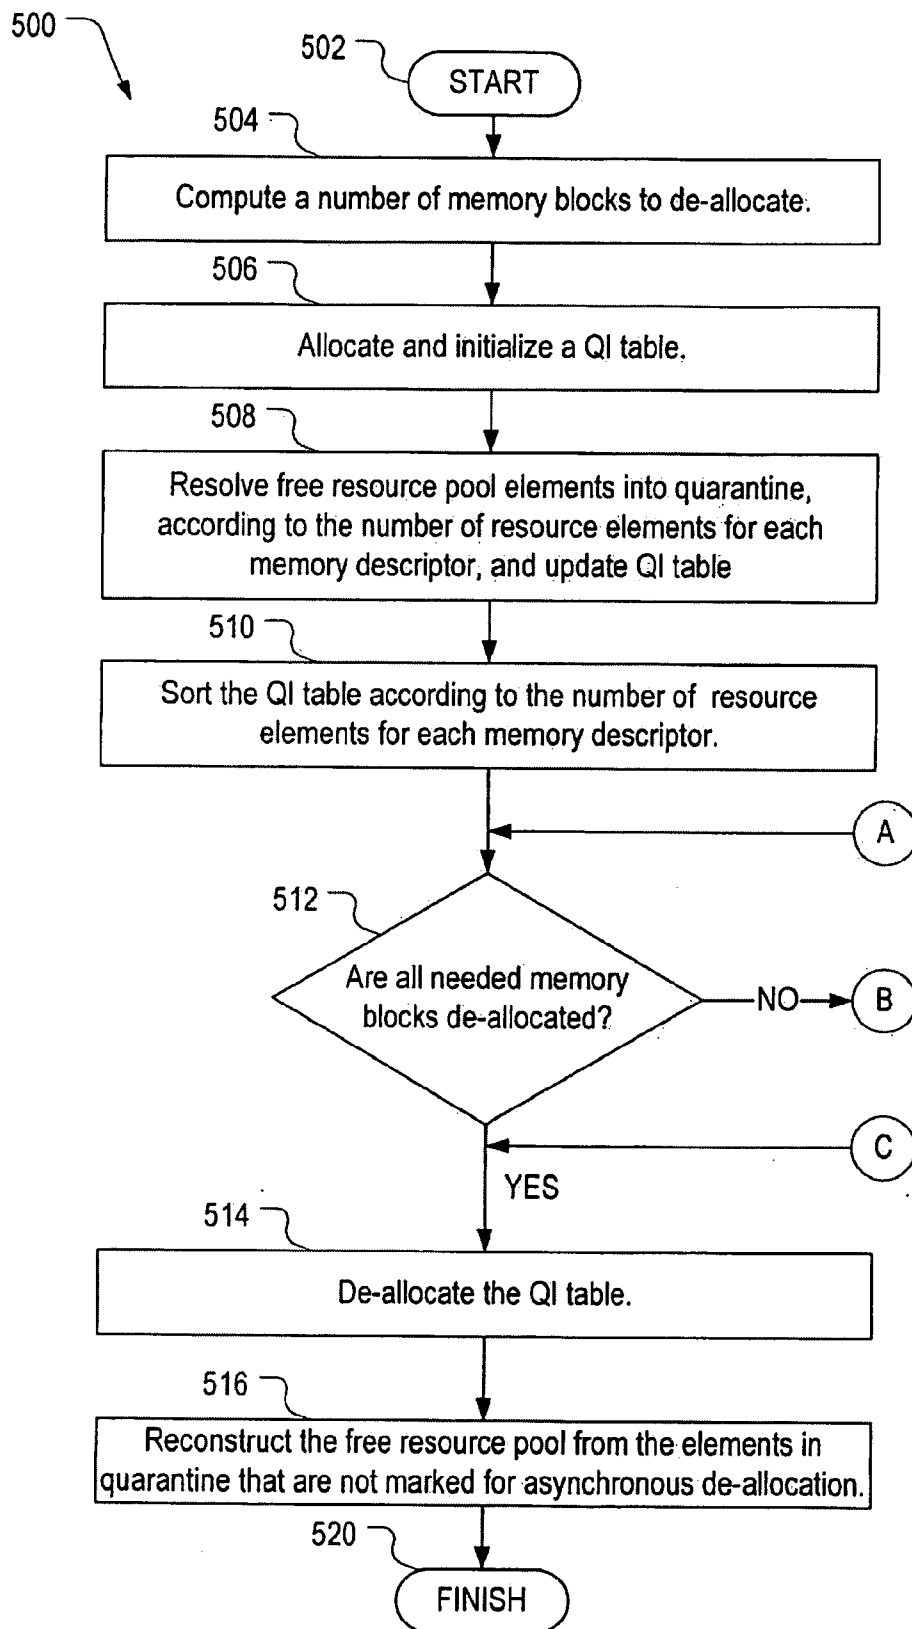 500
502
START
504
Compute a number of memory blocks to de-allocate.
506
Allocate and initialize a QI table.
508
Resolve free resource pool elements into quarantine,
according to the number of resource elements for each
memory descriptor, and update QI table
510
Sort the QI table according to the number of resource
elements for each memory descriptor.
A
512
Are all needed memory
blocks de-allocated?
NO
B
C
YES
514
De-allocate the QI table.
516
Reconstruct the free resource pool from the elements in
quarantine that are not marked for asynchronous de-allocation.
520
FINISH